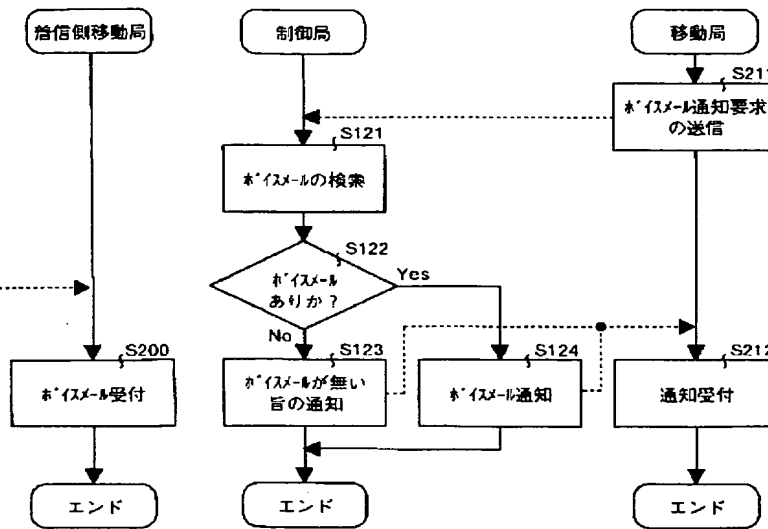 着信側移動局
制御局
移動局
S211
ﾎﾞｲｽﾒｰﾙ通知要求
の送信
S121
ﾎﾞｲｽﾒｰﾙの検索
S122
ﾎﾞｲｽﾒｰﾙ
ありか？
Yes
No
S200
ﾎﾞｲｽﾒｰﾙ受付
S123
ﾎﾞｲｽﾒｰﾙが無い
旨の通知
S124
ﾎﾞｲｽﾒｰﾙ通知
S212
通知受付
エンド
エンド
エンド